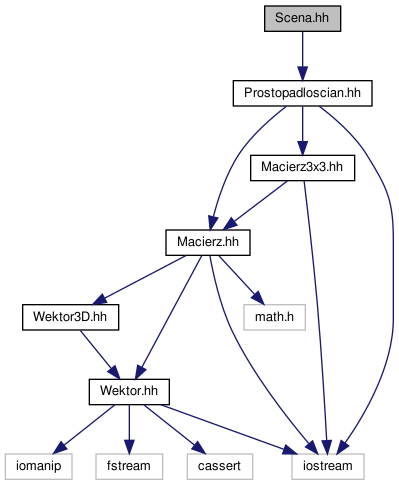 Scena.hh
Prostopadloscian.hh
Macierz3x3.hh
Macierz.hh
Wektor3D.hh
math.h
Wektor.hh
iomanip
fstream
cassert
iostream